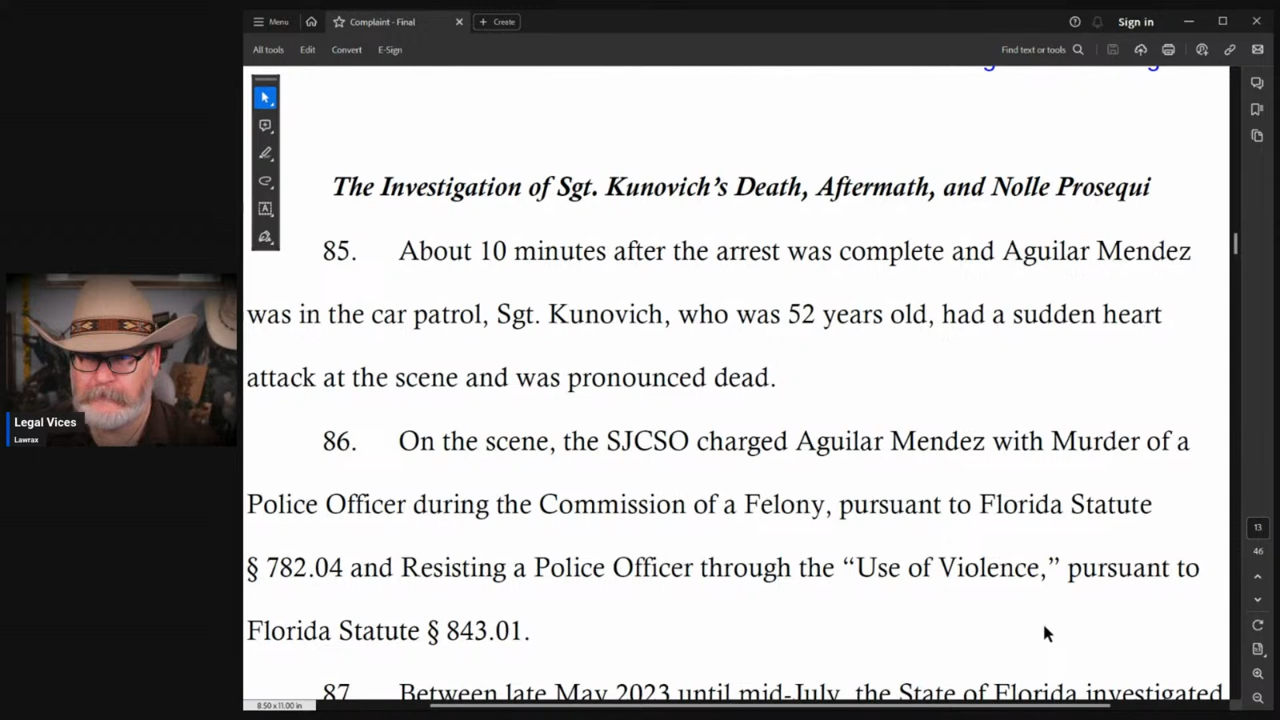 Menu
Complaint - Final
Create
Sign in
All tools
Edit
Convert
E-Sign
Find text or tools
The Investigation of Sgt. Kunovich’s Death, Aftermath, and Nolle Prosequi
85. About 10 minutes after the arrest was complete and Aguilar Mendez
was in the car patrol, Sgt. Kunovich, who was 52 years old, had a sudden heart
attack at the scene and was pronounced dead.
86. On the scene, the SJCSO charged Aguilar Mendez with Murder of a
Police Officer during the Commission of a Felony, pursuant to Florida Statute
§ 782.04 and Resisting a Police Officer through the “Use of Violence,” pursuant to
Florida Statute § 843.01.
87. Between late May 2023 until mid-July, the State of Florida investigated
Legal Vices
Lawrax
13
46
8.50 x 11.00 in